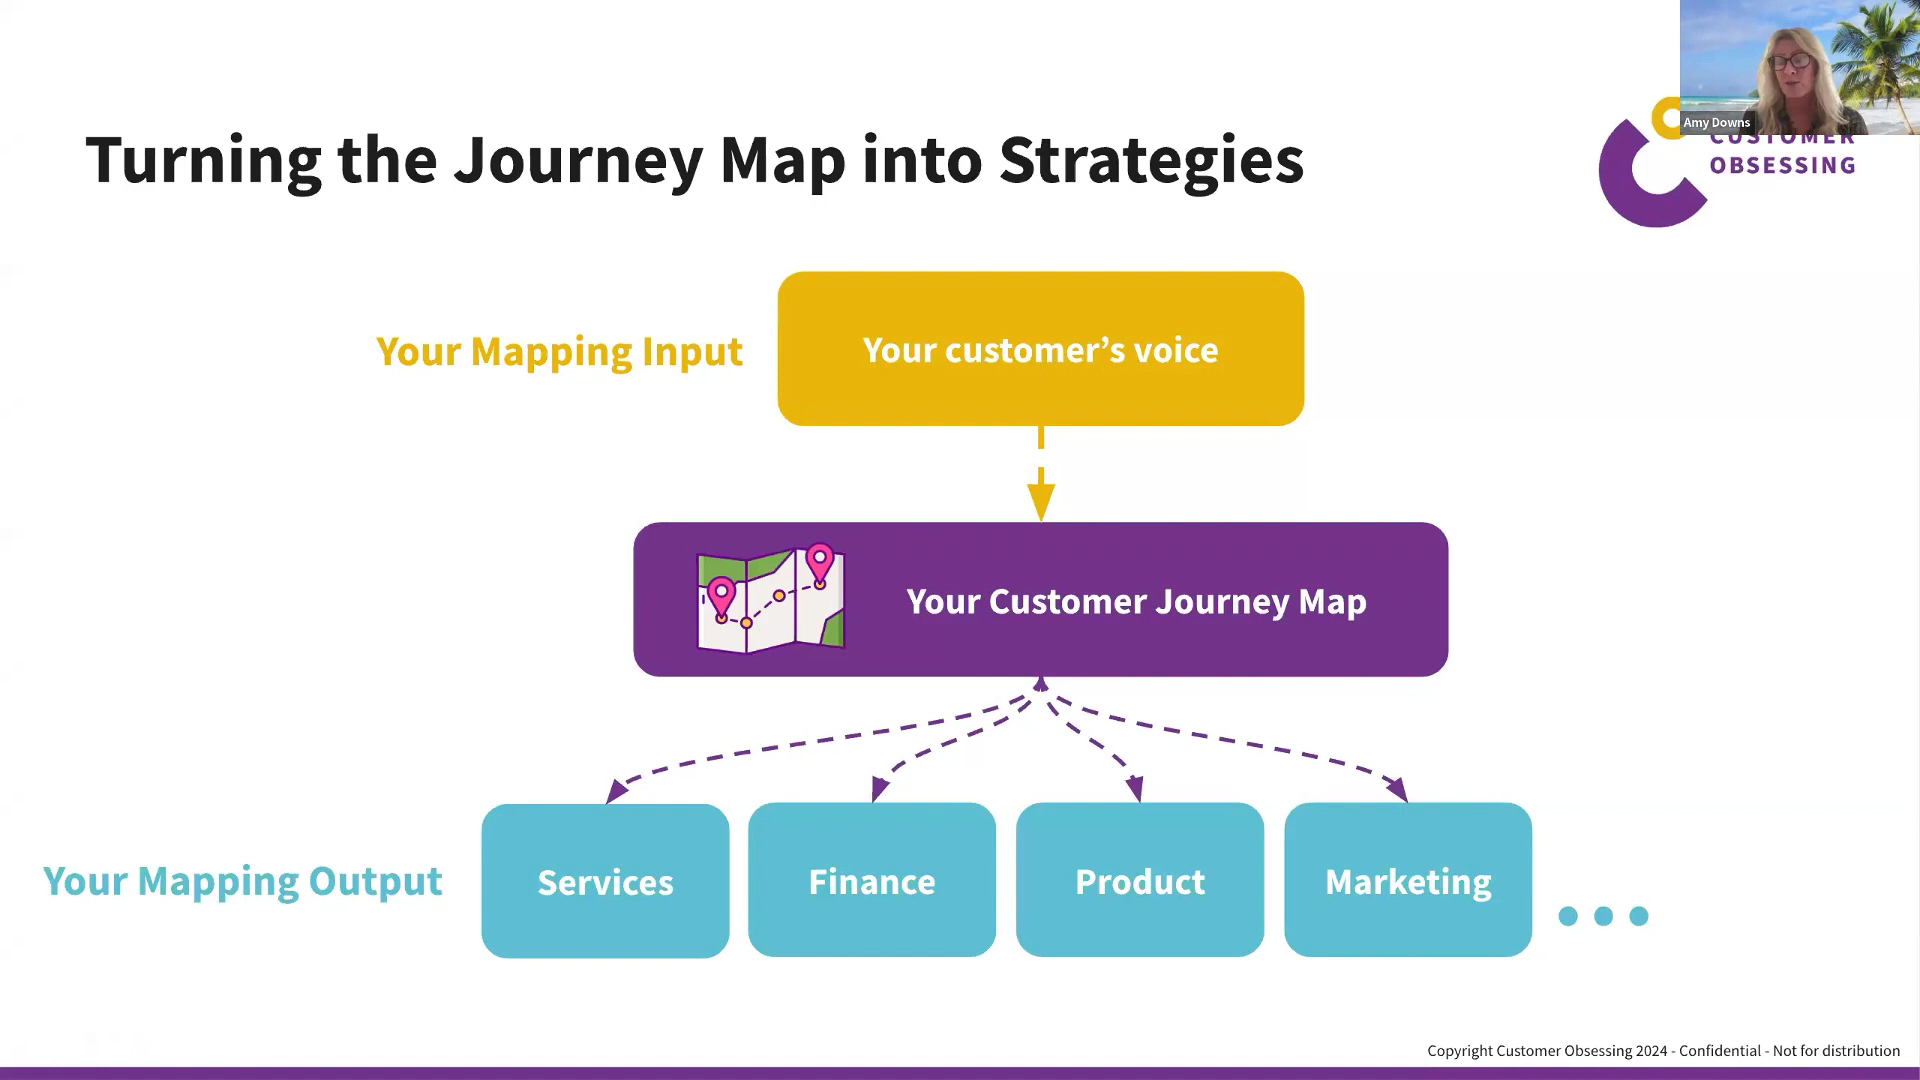 Amy Downs
CUSTOMER
OBSESSING
Turning the Journey Map into Strategies
Your Mapping Input
Your customer’s voice
Your Customer Journey Map
Your Mapping Output
Services
Finance
Product
Marketing
Copyright Customer Obsessing 2024 - Confidential - Not for distribution